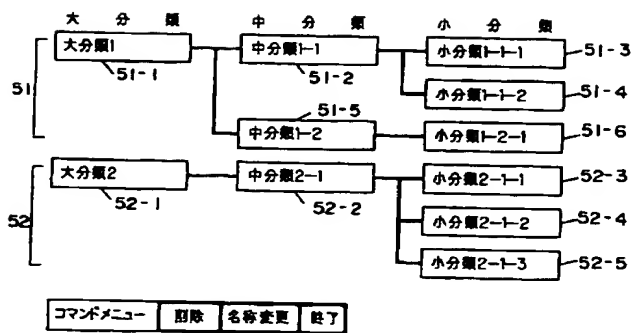 大分類 中分類 小分類
大分類1 中分類1-1 小分類1-1-1 51-3
51-1 51-2
51 小分類1-1-2 51-4
51-5
中分類1-2 小分類1-2-1 51-6
大分類2 中分類2-1 小分類2-1-1 52-3
52-1 52-2
52 小分類2-1-2 52-4
小分類2-1-3 52-5
コマンドメニュー 削除 名称変更 終了